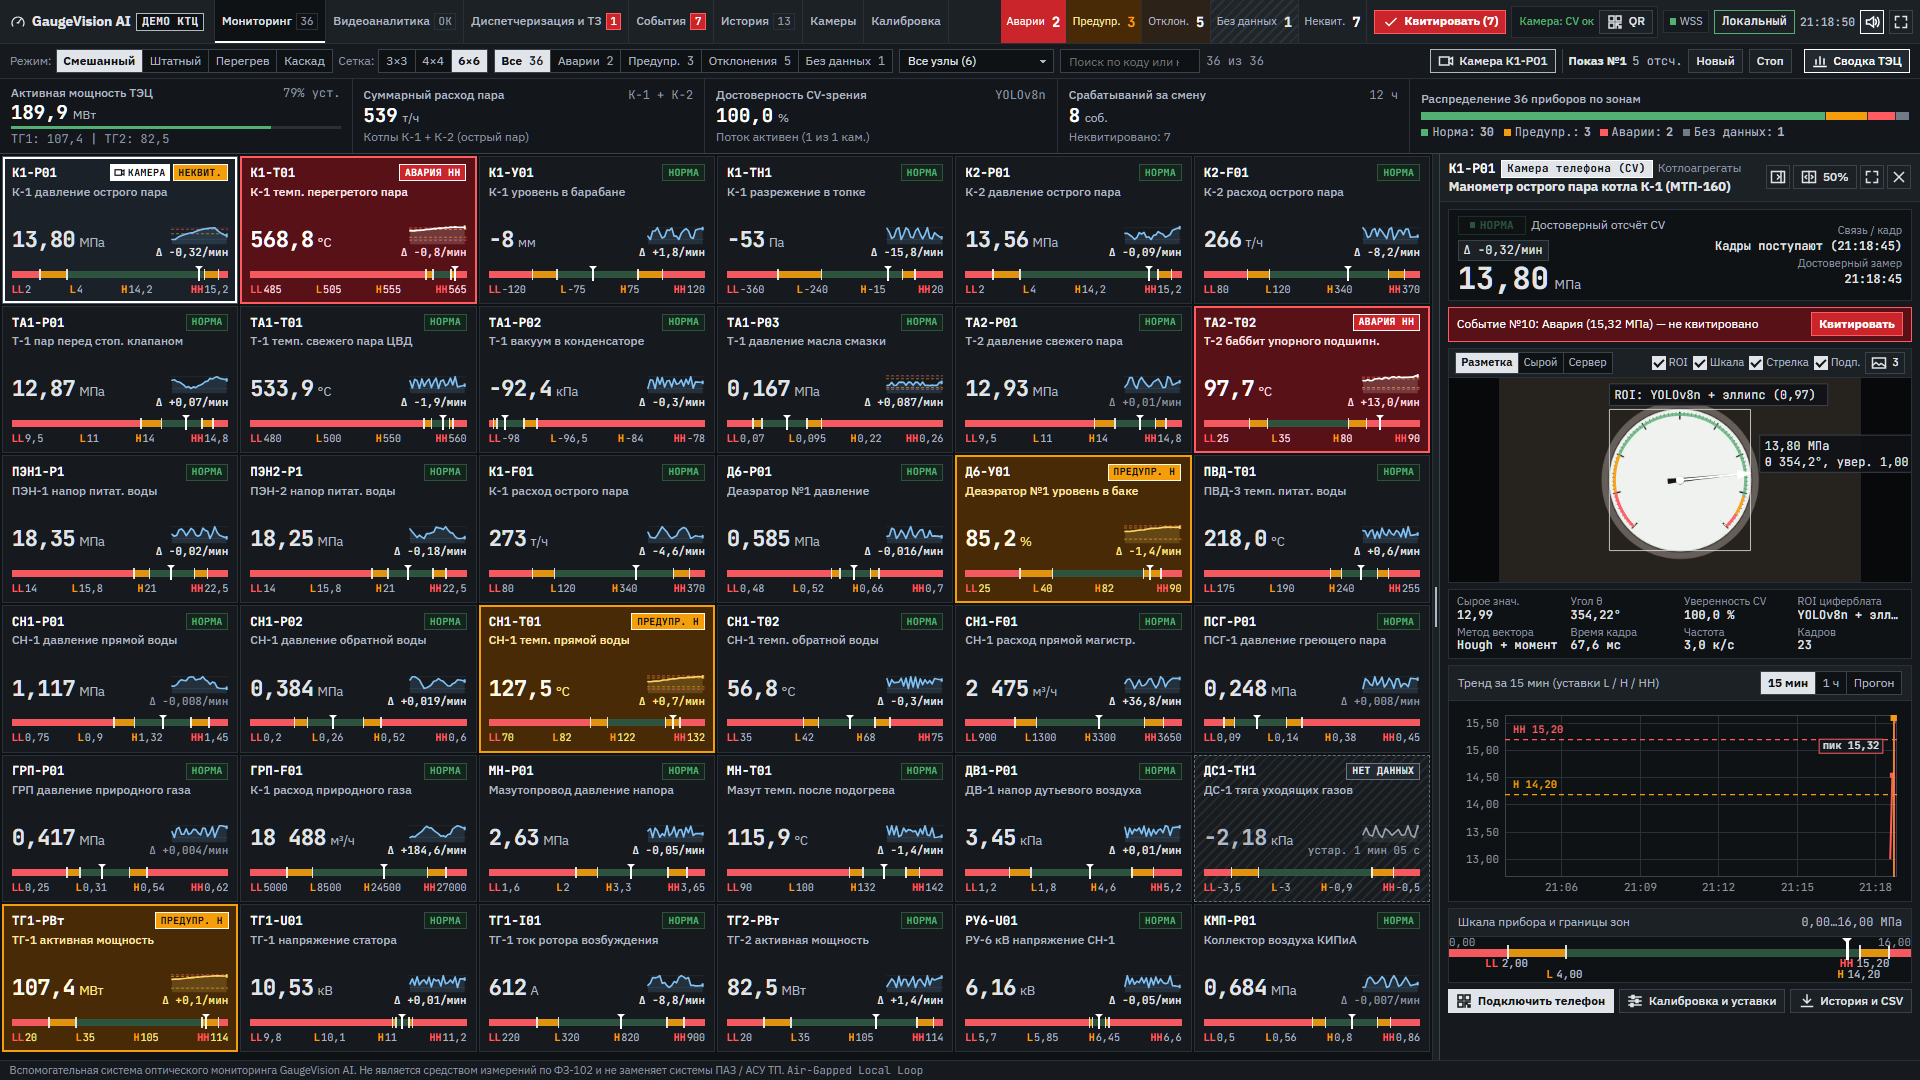 GaugeVision AI ДЕМО КТЦ Мониторинг 36 Видеоаналитика ОК Диспетчеризация и ТЗ 1 События 7 История 13 Камеры Калибровка Аварии 2 Предупр. 3 Отклон. 5 Без данных 1 Неквит. 7 Квитировать (7) Камера: CV ок QR WSS Локальный 21:18:50
Режим: Смешанный Штатный Перегрев Каскад Сетка: 3×3 4×4 6×6 Все 36 Аварии 2 Предупр. 3 Отклонения 5 Без данных 1 Все узлы (6) Поиск по коду или 36 из 36 Камера К1-Р01 Показ №1 5 отсч. Новый Стоп Сводка ТЭЦ
Активная мощность ТЭЦ 79% уст.
189,9 МВт
ТГ1: 107,4 | ТГ2: 82,5
Суммарный расход пара К-1 + К-2
539 т/ч
Котлы К-1 + К-2 (острый пар)
Достоверность CV-зрения YOLOv8n
100,0 %
Поток активен (1 из 1 кам.)
Срабатываний за смену 12 ч
8 соб.
Неквитировано: 7
Распределение 36 приборов по зонам
Норма: 30 Предупр.: 3 Аварии: 2 Без данных: 1
К1-Р01 КАМЕРА НЕКВИТ.
К-1 давление острого пара
13,80 МПа
Δ -0,32/мин
LL2 L4 H14,2 HH15,2
К1-Т01 АВАРИЯ HH
К-1 темп. перегретого пара
568,8 °C
Δ -0,8/мин
LL485 L505 H555 HH565
К1-У01 НОРМА
К-1 уровень в барабане
-8 мм
Δ +1,8/мин
LL-120 L-75 H75 HH120
К1-ТН1 НОРМА
К-1 разрежение в топке
-53 Па
Δ -15,8/мин
LL-360 L-240 H-15 HH20
К2-Р01 НОРМА
К-2 давление острого пара
13,56 МПа
Δ -0,09/мин
LL2 L4 H14,2 HH15,2
К2-F01 НОРМА
К-2 расход острого пара
266 т/ч
Δ -8,2/мин
LL80 L120 H340 HH370
ТА1-Р01 НОРМА
Т-1 пар перед стоп. клапаном
12,87 МПа
Δ +0,07/мин
LL9,5 L11 H14 HH14,8
ТА1-Т01 НОРМА
Т-1 темп. свежего пара ЦВД
533,9 °C
Δ -1,9/мин
LL480 L500 H550 HH560
ТА1-Р02 НОРМА
Т-1 вакуум в конденсаторе
-92,4 кПа
Δ -0,3/мин
LL-98 L-96,5 H-84 HH-78
ТА1-Р03 НОРМА
Т-1 давление масла смазки
0,167 МПа
Δ +0,087/мин
LL0,07 L0,095 H0,22 HH0,26
ТА2-Р01 НОРМА
Т-2 давление свежего пара
12,93 МПа
Δ +0,01/мин
LL9,5 L11 H14 HH14,8
ТА2-Т02 АВАРИЯ HH
Т-2 баббит упорного подшипн.
97,7 °C
Δ +13,0/мин
LL25 L35 H80 HH90
ПЭН1-Р1 НОРМА
ПЭН-1 напор питат. воды
18,35 МПа
Δ -0,02/мин
LL14 L15,8 H21 HH22,5
ПЭН2-Р1 НОРМА
ПЭН-2 напор питат. воды
18,25 МПа
Δ -0,18/мин
LL14 L15,8 H21 HH22,5
К1-F01 НОРМА
К-1 расход острого пара
273 т/ч
Δ -4,6/мин
LL80 L120 H340 HH370
Д6-Р01 НОРМА
Деаэратор №1 давление
0,585 МПа
Δ -0,016/мин
LL0,48 L0,52 H0,66 HH0,7
Д6-У01 ПРЕДУПР. H
Деаэратор №1 уровень в баке
85,2 %
Δ -1,4/мин
LL25 L40 H82 HH90
ПВД-Т01 НОРМА
ПВД-3 темп. питат. воды
218,0 °C
Δ +0,6/мин
LL175 L190 H240 HH255
СН1-Р01 НОРМА
СН-1 давление прямой воды
1,117 МПа
Δ -0,008/мин
LL0,75 L0,9 H1,32 HH1,45
СН1-Р02 НОРМА
СН-1 давление обратной воды
0,384 МПа
Δ +0,019/мин
LL0,2 L0,26 H0,52 HH0,6
СН1-Т01 ПРЕДУПР. H
СН-1 темп. прямой воды
127,5 °C
Δ +0,7/мин
LL70 L82 H122 HH132
СН1-Т02 НОРМА
СН-1 темп. обратной воды
56,8 °C
Δ -0,3/мин
LL35 L42 H68 HH75
СН1-F01 НОРМА
СН-1 расход прямой магистр.
2 475 м³/ч
Δ +36,8/мин
LL900 L1300 H3300 HH3650
ПСГ-Р01 НОРМА
ПСГ-1 давление греющего пара
0,248 МПа
Δ +0,008/мин
LL0,09 L0,14 H0,38 HH0,45
ГРП-Р01 НОРМА
ГРП давление природного газа
0,417 МПа
Δ +0,004/мин
LL0,25 L0,31 H0,54 HH0,62
ГРП-F01 НОРМА
К-1 расход природного газа
18 488 м³/ч
Δ +184,6/мин
LL5000 L8500 H24500 HH27000
МН-Р01 НОРМА
Мазутопровод давление напора
2,63 МПа
Δ -0,05/мин
LL1,6 L2 H3,3 HH3,65
МН-Т01 НОРМА
Мазут темп. после подогрева
115,9 °C
Δ -1,4/мин
LL90 L100 H132 HH142
ДВ1-Р01 НОРМА
ДВ-1 напор дутьевого воздуха
3,45 кПа
Δ +0,01/мин
LL1,2 L1,8 H4,6 HH5,2
ДС1-ТН1 НЕТ ДАННЫХ
ДС-1 тяга уходящих газов
-2,18 кПа
устар. 1 мин 05 с
LL-3,5 L-3 H-0,9 HH-0,5
ТГ1-РВт ПРЕДУПР. H
ТГ-1 активная мощность
107,4 МВт
Δ +0,1/мин
LL20 L35 H105 HH114
ТГ1-U01 НОРМА
ТГ-1 напряжение статора
10,53 кВ
Δ +0,01/мин
LL9,8 L10,1 H11 HH11,2
ТГ1-I01 НОРМА
ТГ-1 ток ротора возбуждения
612 А
Δ -8,8/мин
LL220 L320 H820 HH900
ТГ2-РВт НОРМА
ТГ-2 активная мощность
82,5 МВт
Δ +1,4/мин
LL20 L35 H105 HH114
РУ6-U01 НОРМА
РУ-6 кВ напряжение СН-1
6,16 кВ
Δ -0,05/мин
LL5,7 L5,85 H6,45 HH6,6
КМП-Р01 НОРМА
Коллектор воздуха КИПиА
0,684 МПа
Δ -0,007/мин
LL0,5 L0,56 H0,8 HH0,86
К1-Р01 Камера телефона (CV) Котлоагрегаты
Манометр острого пара котла К-1 (МТП-160)
50%
НОРМА Достоверный отсчёт CV
Δ -0,32/мин
13,80 МПа
Связь / кадр
Кадры поступают (21:18:45)
Достоверный замер
21:18:45
Событие №10: Авария (15,32 МПа) — не квитировано Квитировать
Разметка Сырой Сервер ROI Шкала Стрелка Подп. 3
ROI: YOLOv8n + эллипс (0,97)
13,80 МПа
θ 354,2°, увер. 1,00
Сырое знач. Угол θ Уверенность CV ROI циферблата
12,99 354,22° 100,0 % YOLOv8n + элл…
Метод вектора Время кадра Частота Кадров
Hough + момент 67,6 мс 3,0 к/с 23
Тренд за 15 мин (уставки L / H / HH) 15 мин 1 ч Прогон
15,50
HH 15,20
пик 15,32
15,00
14,50
H 14,20
14,00
13,50
13,00
21:06 21:09 21:12 21:15 21:18
Шкала прибора и границы зон 0,00…16,00 МПа
0,00 16,00
LL 2,00 HH 15,20
L 4,00 H 14,20
Подключить телефон Калибровка и уставки История и CSV
Вспомогательная система оптического мониторинга GaugeVision AI. Не является средством измерений по ФЗ-102 и не заменяет системы ПАЗ / АСУ ТП. Air-Gapped Local Loop